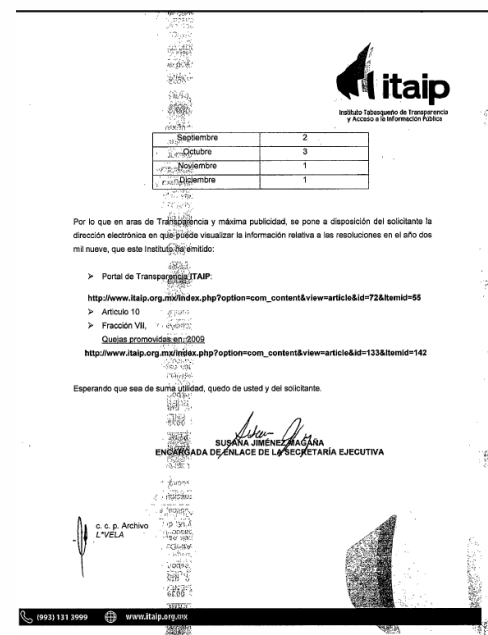 itaip
Instituto Tabasqueño de Transparencia
y Acceso a la Información Pública
Septiembre 2
Octubre 3
Noviembre 1
Diciembre 1
Por lo que en aras de Transparencia y máxima publicidad, se pone a disposición del solicitante la
dirección electrónica en que puede visualizar la información relativa a las resoluciones en el año dos
mil nueve, que este Instituto ha emitido:
➢ Portal de Transparencia ITAIP:
http://www.itaip.org.mx/index.php?option=com_content&view=article&id=72&Itemid=55
➢ Articulo 10
➢ Fracción VII,
Quejas promovidas en: 2009
http://www.itaip.org.mx/index.php?option=com_content&view=article&id=133&Itemid=142
Esperando que sea de suma utilidad, quedo de usted y del solicitante.
SUSANA JIMÉNEZ MAGAÑA
ENCARGADA DE ENLACE DE LA SECRETARÍA EJECUTIVA
c. c. p. Archivo
L*VELA
(993) 131 3999 www.itaip.org.mx